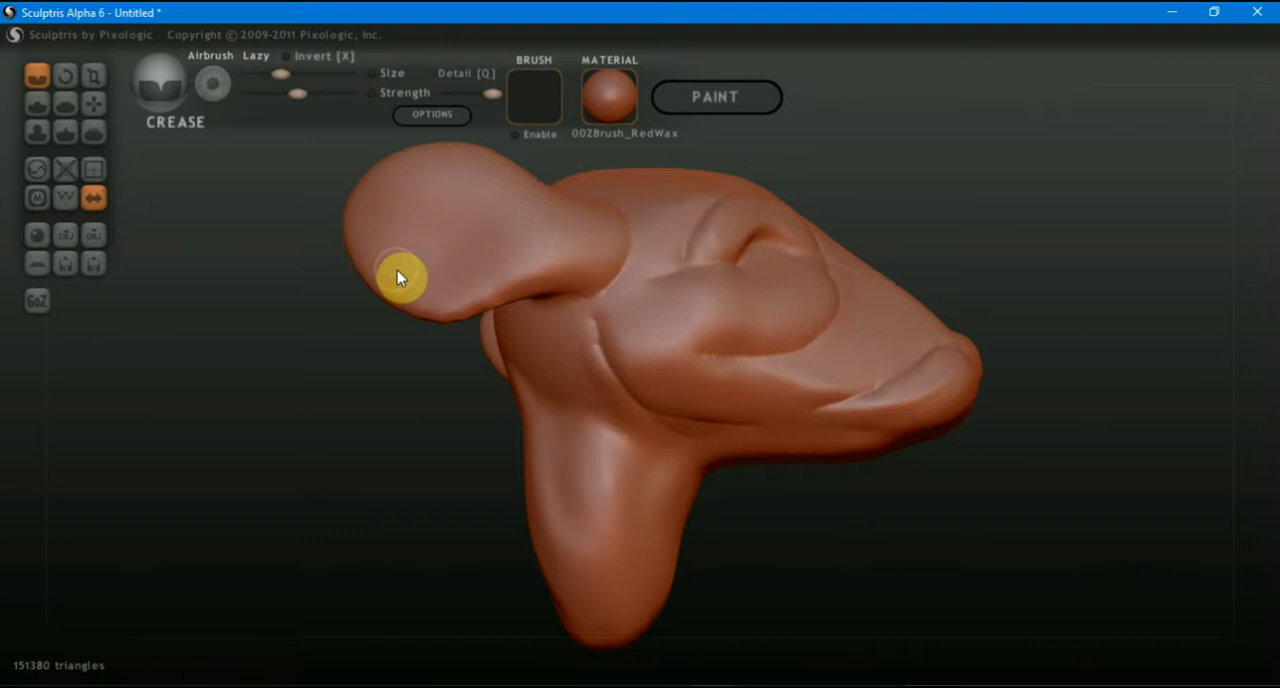 Sculptris Alpha 6 - Untitled *
Sculptris by Pixologic Copyright © 2009-2011 Pixologic, Inc.
Airbrush Lazy Invert [X]
Size Detail [Q]
Strength
OPTIONS
CREASE
BRUSH
Enable
MATERIAL
00ZBrush_RedWax
PAINT
GoZ
151380 triangles